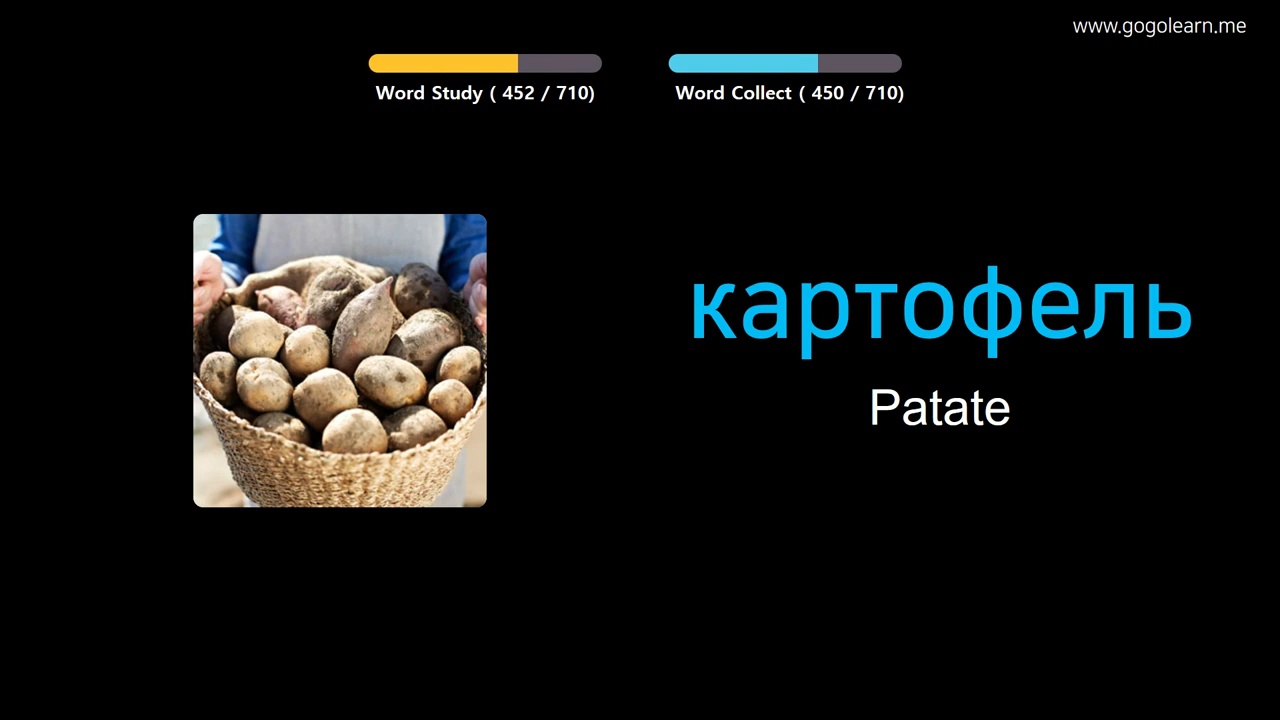 www.gogolearn.me
Word Study ( 452 / 710)
Word Collect ( 450 / 710)
картофель
Patate